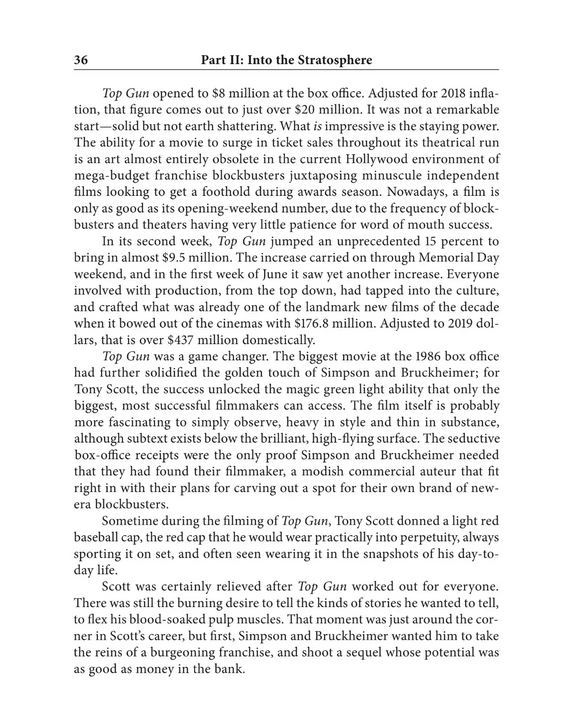 36 Part II: Into the Stratosphere
Top Gun opened to $8 million at the box office. Adjusted for 2018 infla-
tion, that figure comes out to just over $20 million. It was not a remarkable
start—solid but not earth shattering. What is impressive is the staying power.
The ability for a movie to surge in ticket sales throughout its theatrical run
is an art almost entirely obsolete in the current Hollywood environment of
mega-budget franchise blockbusters juxtaposing minuscule independent
films looking to get a foothold during awards season. Nowadays, a film is
only as good as its opening-weekend number, due to the frequency of block-
busters and theaters having very little patience for word of mouth success.
In its second week, Top Gun jumped an unprecedented 15 percent to
bring in almost $9.5 million. The increase carried on through Memorial Day
weekend, and in the first week of June it saw yet another increase. Everyone
involved with production, from the top down, had tapped into the culture,
and crafted what was already one of the landmark new films of the decade
when it bowed out of the cinemas with $176.8 million. Adjusted to 2019 dol-
lars, that is over $437 million domestically.
Top Gun was a game changer. The biggest movie at the 1986 box office
had further solidified the golden touch of Simpson and Bruckheimer; for
Tony Scott, the success unlocked the magic green light ability that only the
biggest, most successful filmmakers can access. The film itself is probably
more fascinating to simply observe, heavy in style and thin in substance,
although subtext exists below the brilliant, high-flying surface. The seductive
box-office receipts were the only proof Simpson and Bruckheimer needed
that they had found their filmmaker, a modish commercial auteur that fit
right in with their plans for carving out a spot for their own brand of new-
era blockbusters.
Sometime during the filming of Top Gun, Tony Scott donned a light red
baseball cap, the red cap that he would wear practically into perpetuity, always
sporting it on set, and often seen wearing it in the snapshots of his day-to-
day life.
Scott was certainly relieved after Top Gun worked out for everyone.
There was still the burning desire to tell the kinds of stories he wanted to tell,
to flex his blood-soaked pulp muscles. That moment was just around the cor-
ner in Scott's career, but first, Simpson and Bruckheimer wanted him to take
the reins of a burgeoning franchise, and shoot a sequel whose potential was
as good as money in the bank.